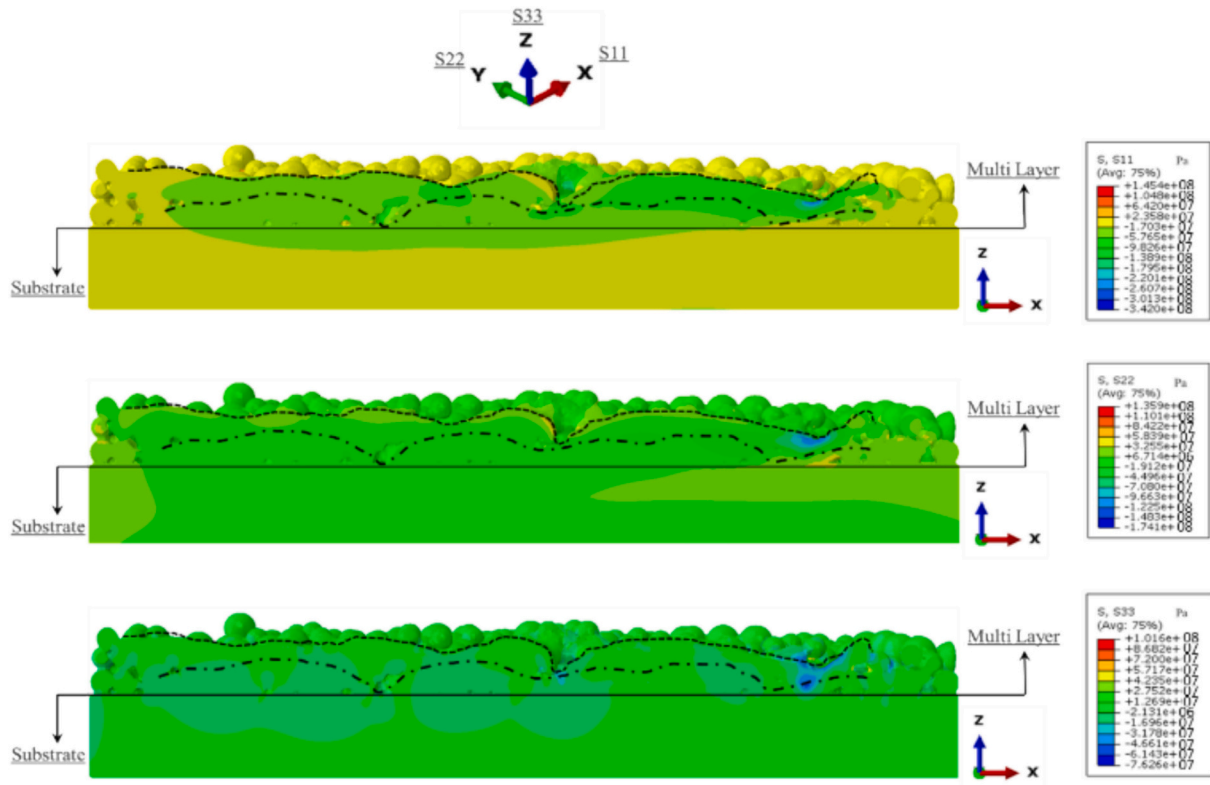 S33
Z
S22
S11
Y
X
Multi Layer
Substrate
Z
X
S, S11 Pa
(Avg: 75%)
+1.454e+08
+1.048e+08
+6.420e+07
+2.358e+07
-1.703e+07
-5.765e+07
-9.826e+07
-1.389e+08
-1.795e+08
-2.201e+08
-2.607e+08
-3.013e+08
-3.420e+08
Multi Layer
Substrate
Z
X
S, S22 Pa
(Avg: 75%)
+1.359e+08
+1.101e+08
+8.422e+07
+5.839e+07
+3.255e+07
+6.714e+06
-1.912e+07
-4.496e+07
-7.080e+07
-9.663e+07
-1.225e+08
-1.483e+08
-1.741e+08
Multi Layer
Substrate
Z
X
S, S33 Pa
(Avg: 75%)
+1.016e+08
+8.682e+07
+7.200e+07
+5.717e+07
+4.235e+07
+2.752e+07
+1.269e+07
-2.131e+06
-1.696e+07
-3.178e+07
-4.661e+07
-6.143e+07
-7.626e+07